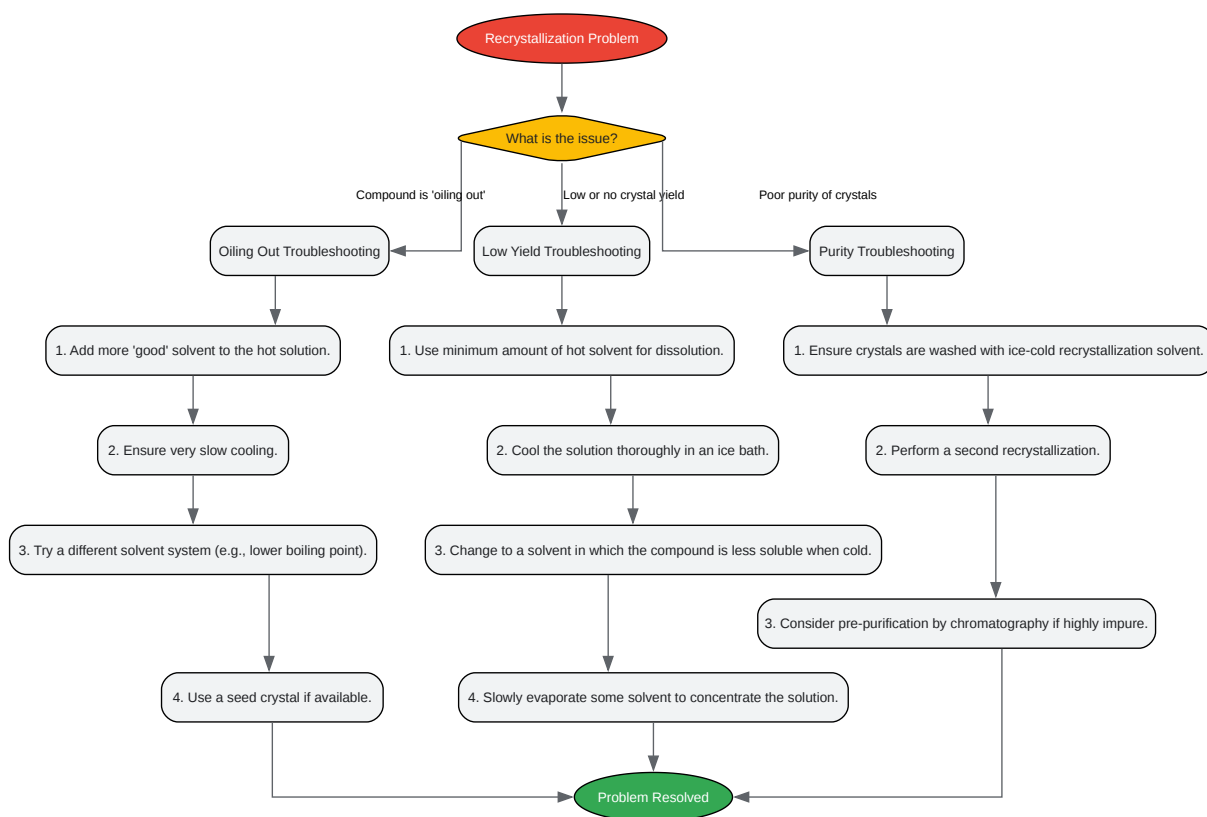 Recrystallization Problem
What is the issue?
Compound is 'oiling out'
Low or no crystal yield
Poor purity of crystals
Oiling Out Troubleshooting
Low Yield Troubleshooting
Purity Troubleshooting
1. Add more 'good' solvent to the hot solution.
1. Use minimum amount of hot solvent for dissolution.
1. Ensure crystals are washed with ice-cold recrystallization solvent.
2. Ensure very slow cooling.
2. Cool the solution thoroughly in an ice bath.
2. Perform a second recrystallization.
3. Try a different solvent system (e.g., lower boiling point).
3. Change to a solvent in which the compound is less soluble when cold.
3. Consider pre-purification by chromatography if highly impure.
4. Use a seed crystal if available.
4. Slowly evaporate some solvent to concentrate the solution.
Problem Resolved